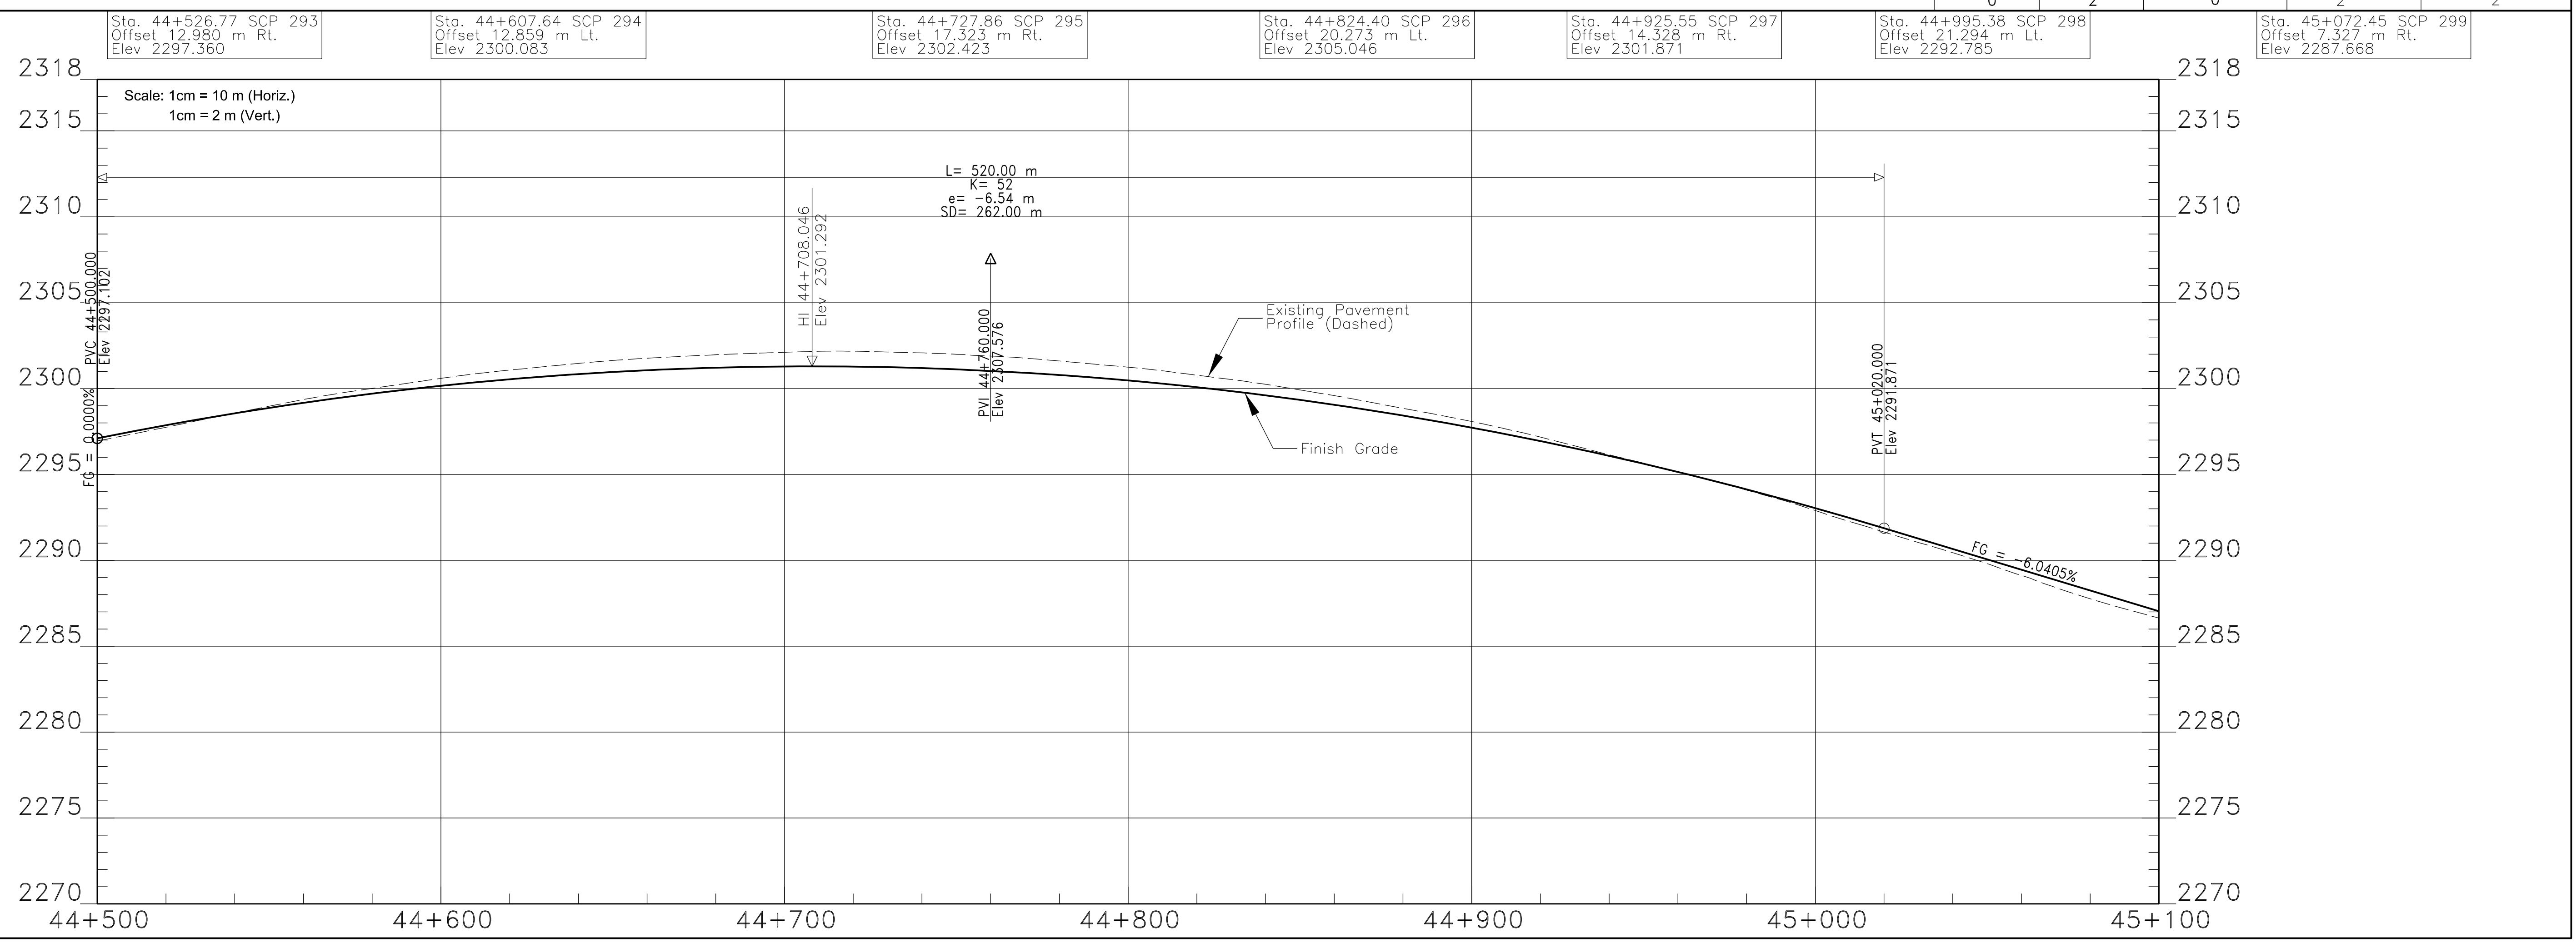 0 2 0 2 2
Sta. 44+526.77 SCP 293
Offset 12.980 m Rt.
Elev 2297.360
Sta. 44+607.64 SCP 294
Offset 12.859 m Lt.
Elev 2300.083
Sta. 44+727.86 SCP 295
Offset 17.323 m Rt.
Elev 2302.423
Sta. 44+824.40 SCP 296
Offset 20.273 m Lt.
Elev 2305.046
Sta. 44+925.55 SCP 297
Offset 14.328 m Rt.
Elev 2301.871
Sta. 44+995.38 SCP 298
Offset 21.294 m Lt.
Elev 2292.785
Sta. 45+072.45 SCP 299
Offset 7.327 m Rt.
Elev 2287.668
2318
2315
2310
2305
2300
2295
2290
2285
2280
2275
2270
Scale: 1cm = 10 m (Horiz.)
1cm = 2 m (Vert.)
FG = 0.0000%
PVC 44+500.000
Elev 2297.102
HI 44+708.046
Elev 2301.292
L= 520.00 m
K= 52
e= -6.54 m
SD= 262.00 m
PVI 44+760.000
Elev 2307.576
Existing Pavement
Profile (Dashed)
Finish Grade
PVT 45+020.000
Elev 2291.871
FG = -6.0405%
2318
2315
2310
2305
2300
2295
2290
2285
2280
2275
2270
44+500 44+600 44+700 44+800 44+900 45+000 45+100